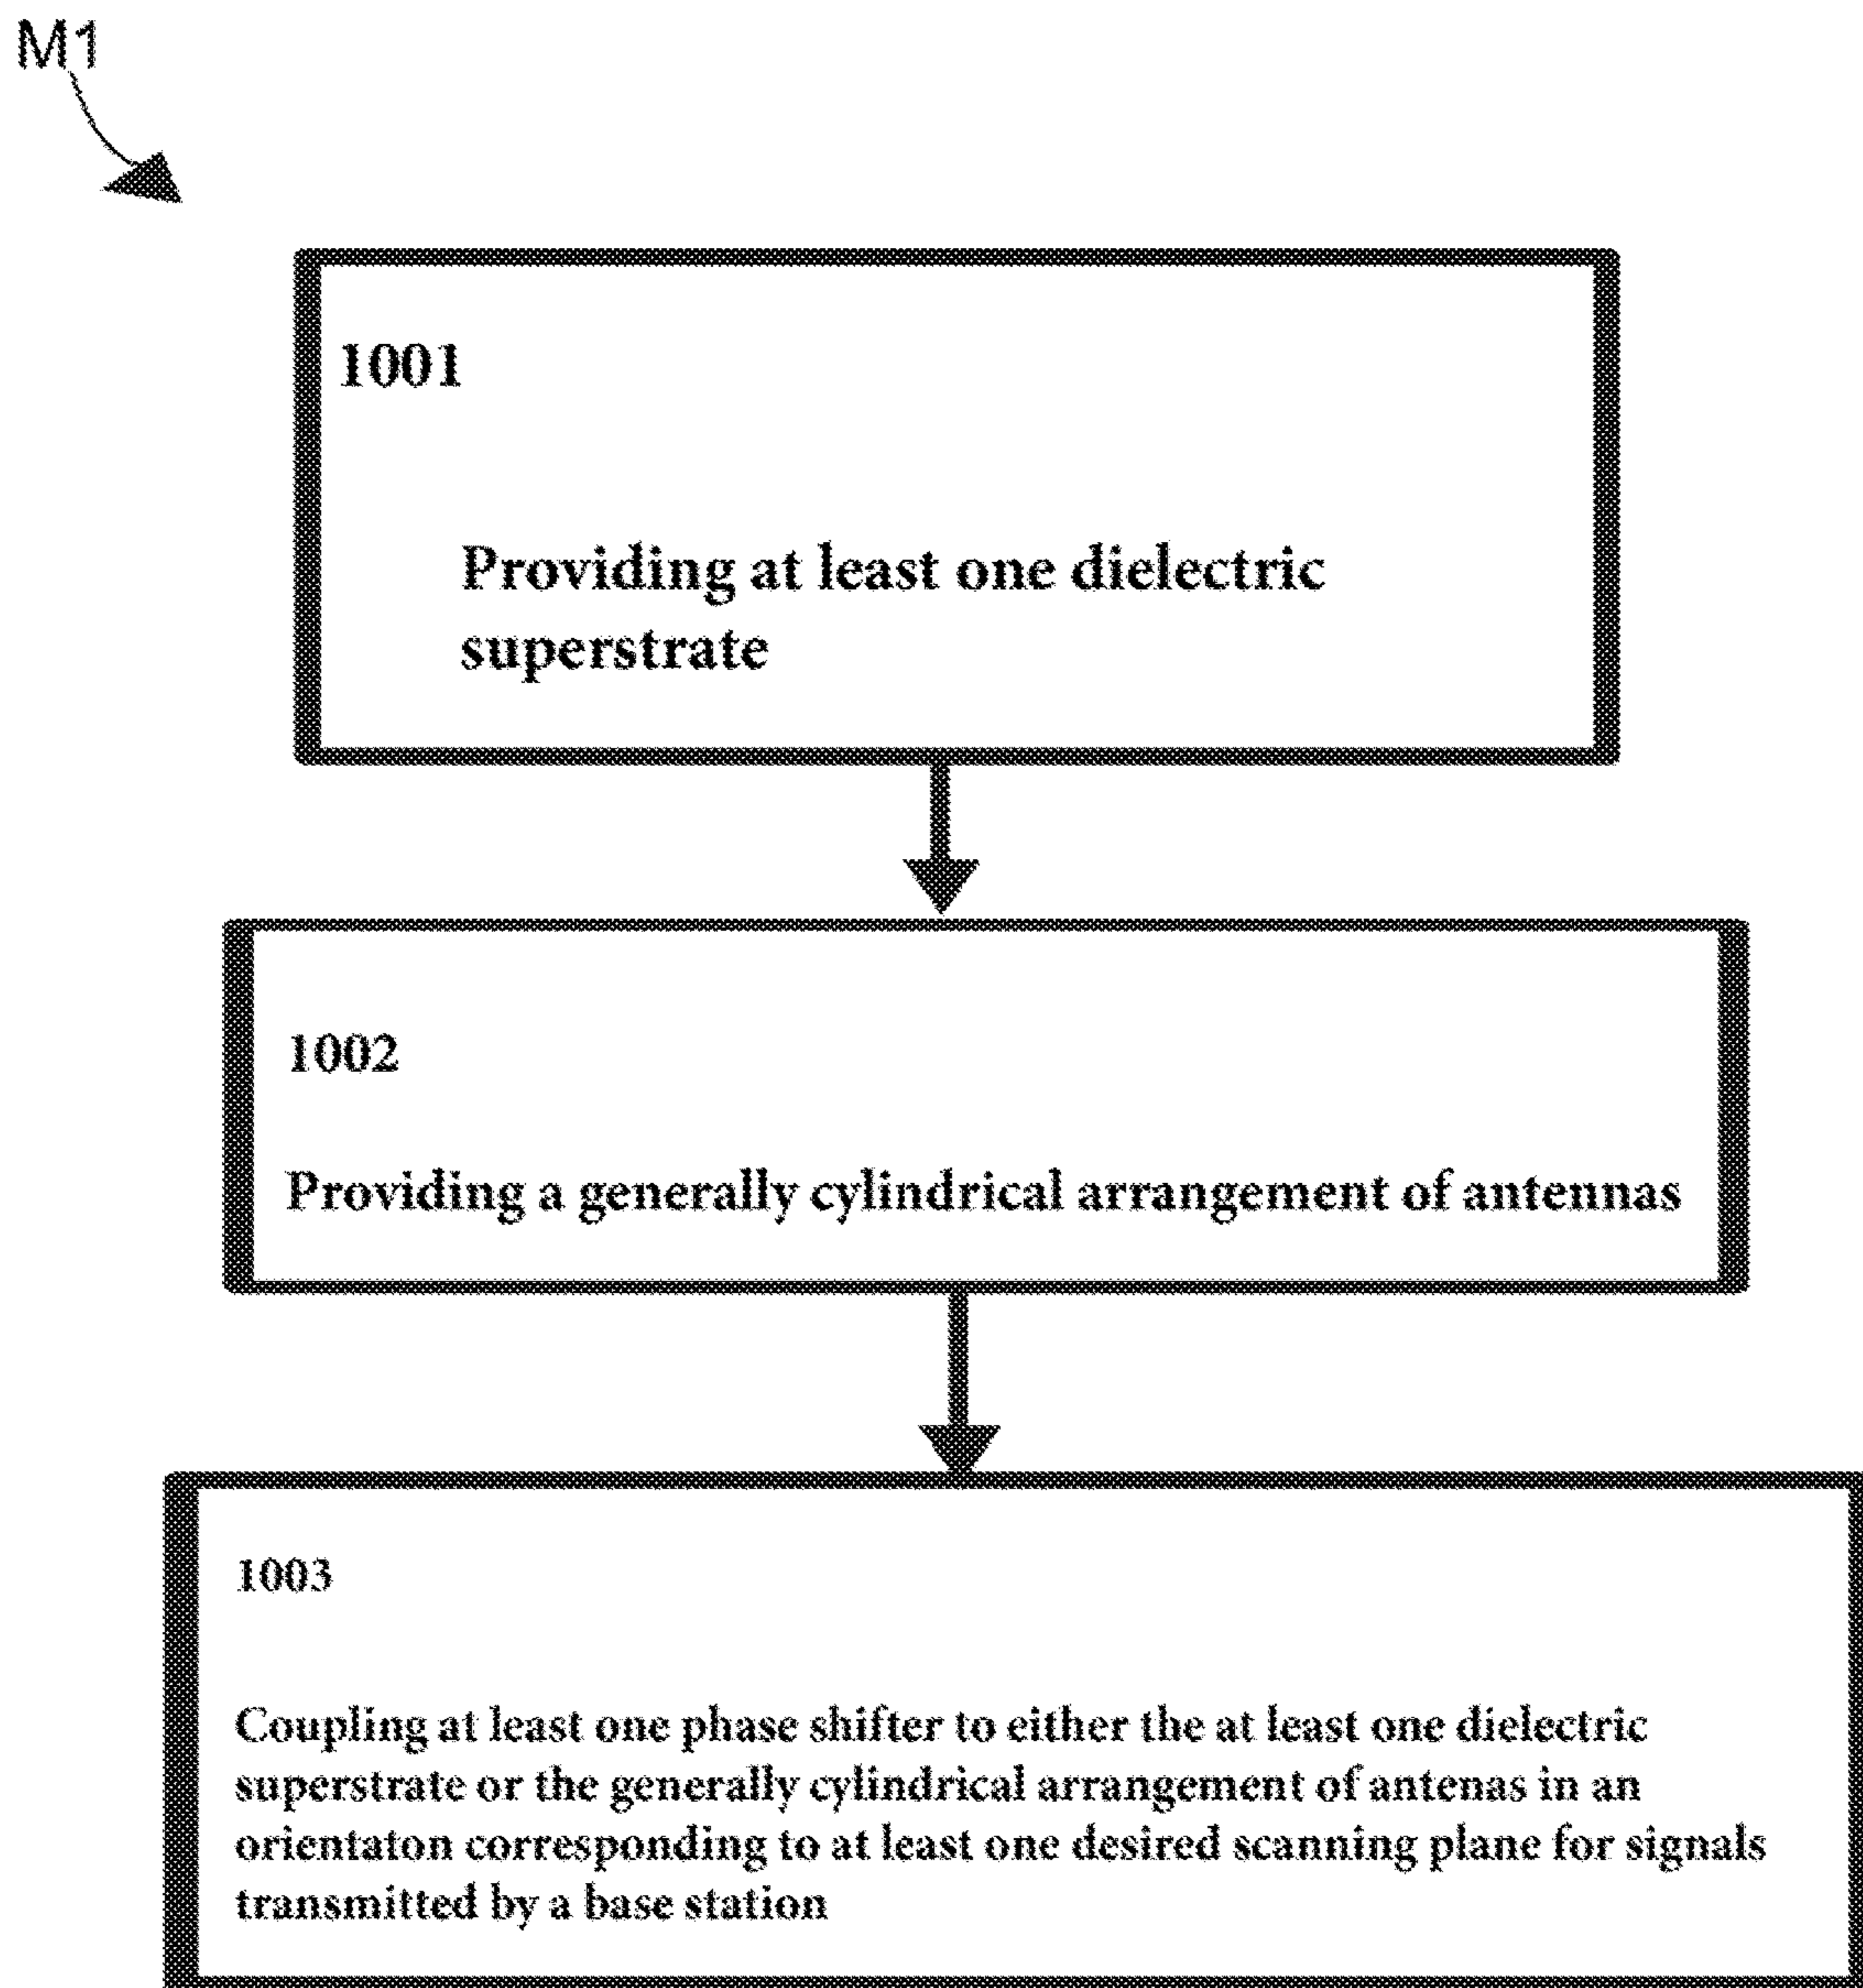 M1
1001
Providing at least one dielectric
superstrate
1002
Providing a generally cylindrical arrangement of antennas
1003
Coupling at least one phase shifter to either the at least one dielectric
superstrate or the generally cylindrical arrangement of antenas in an
orientaton corresponding to at least one desired scanning plane for signals
transmitted by a base station